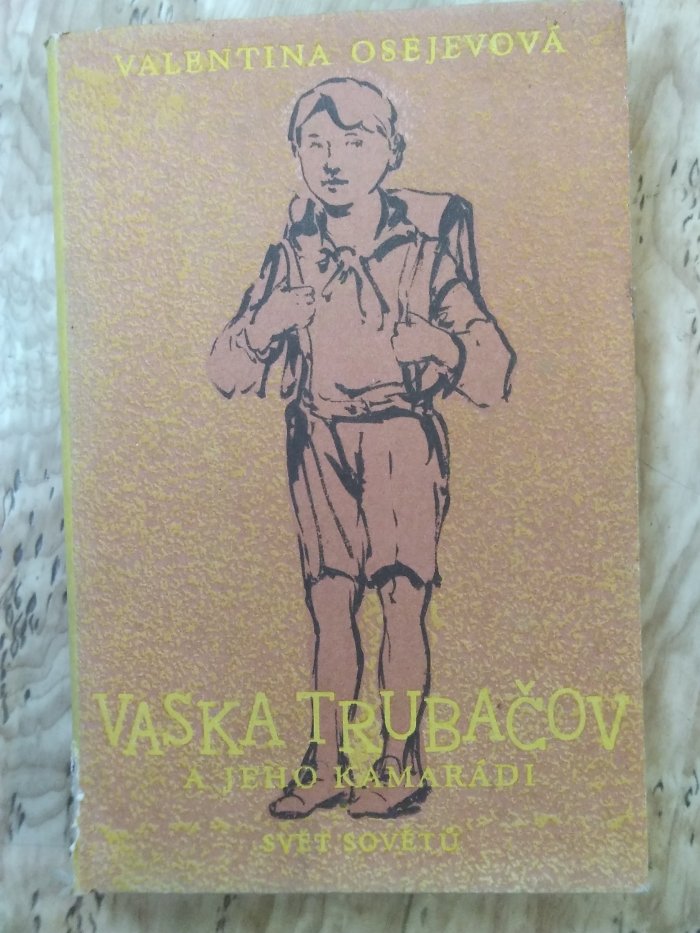 VALENTINA OSEJEVOVÁ
VASKA TRUBAČOV
A JEHO KAMARÁDI
SVĚT SOVĚTŮ